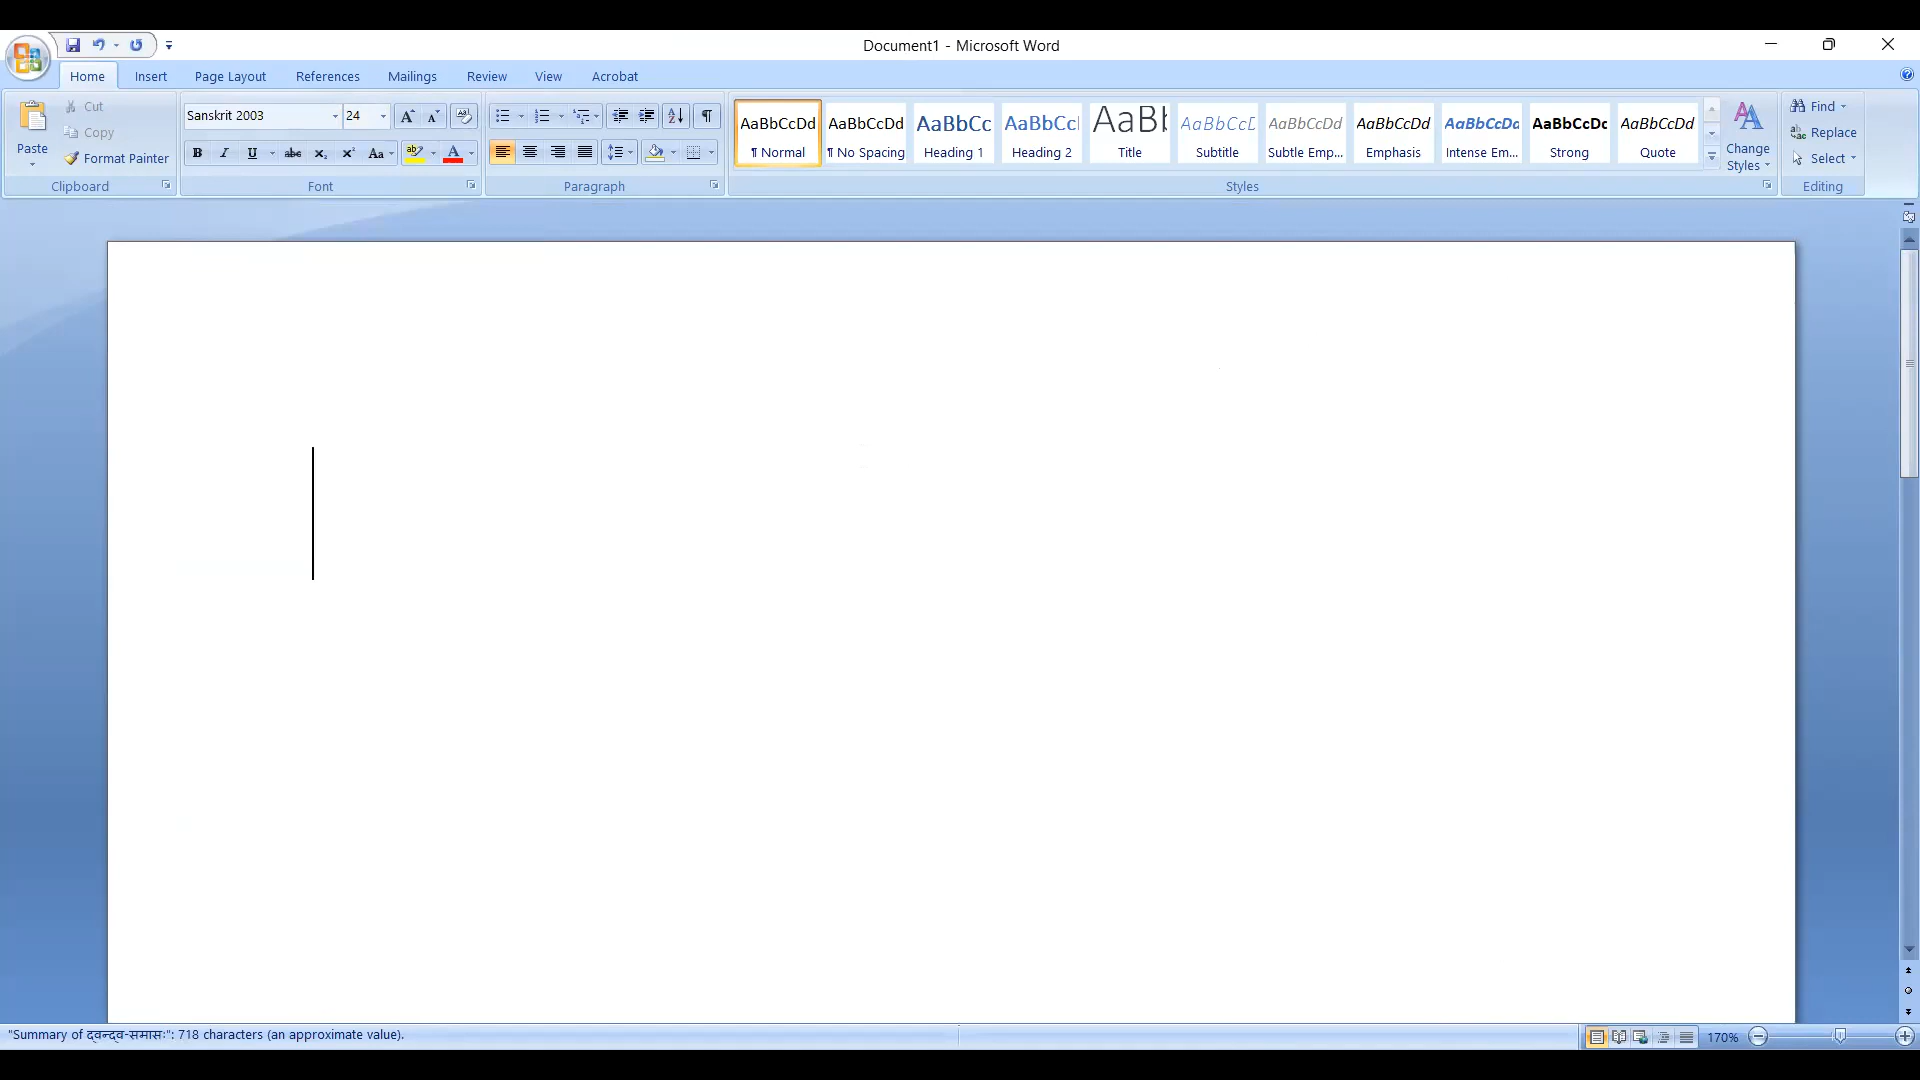 Document1 - Microsoft Word
Home Insert Page Layout References Mailings Review View Acrobat
Paste
Cut
Copy
Format Painter
Clipboard
Sanskrit 2003 24
Font
Paragraph
AaBbCcDd AaBbCcDd AaBbCc AaBbCc AaBb AaBbCcD AaBbCcDd AaBbCcDd AaBbCcDd AaBbCcDc AaBbCcDd
¶ Normal ¶ No Spacing Heading 1 Heading 2 Title Subtitle Subtle Emp... Emphasis Intense Em... Strong Quote
Change Styles
Styles
Find
Replace
Select
Editing
"Summary of द्वन्द्व-समासः": 718 characters (an approximate value).
170%